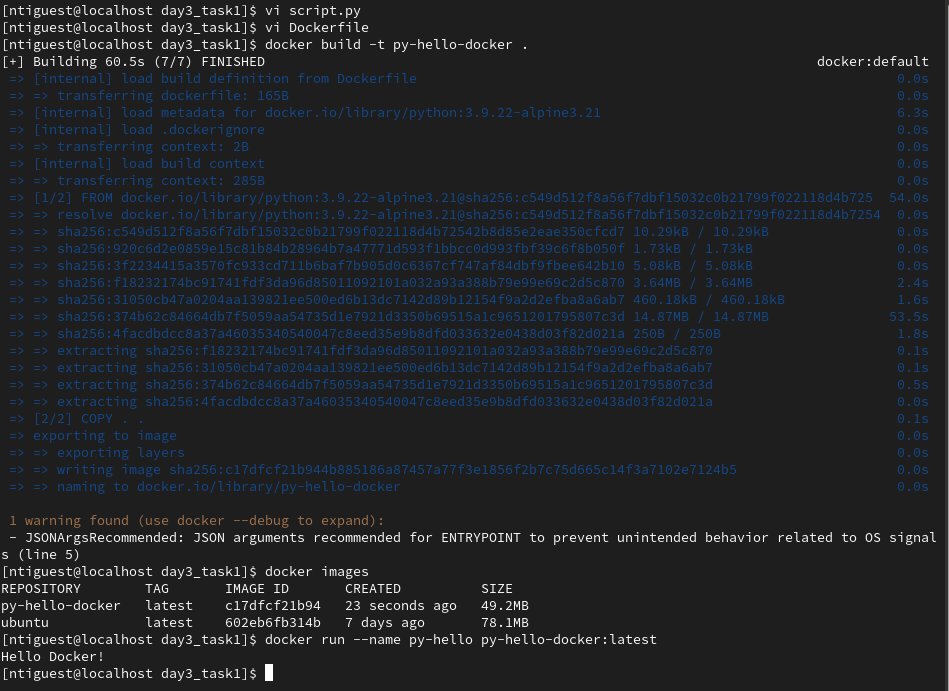 [ntiguest@localhost day3_task1]$ vi script.py
[ntiguest@localhost day3_task1]$ vi Dockerfile
[ntiguest@localhost day3_task1]$ docker build -t py-hello-docker .
[+] Building 60.5s (7/7) FINISHED docker:default
=> [internal] load build definition from Dockerfile 0.0s
=> => transferring dockerfile: 165B 0.0s
=> [internal] load metadata for docker.io/library/python:3.9.22-alpine3.21 6.3s
=> [internal] load .dockerignore 0.0s
=> => transferring context: 2B 0.0s
=> [internal] load build context 0.0s
=> => transferring context: 285B 0.0s
=> [1/2] FROM docker.io/library/python:3.9.22-alpine3.21@sha256:c549d512f8a56f7dbf15032c0b21799f022118d4b725 54.0s
=> => resolve docker.io/library/python:3.9.22-alpine3.21@sha256:c549d512f8a56f7dbf15032c0b21799f022118d4b7254 0.0s
=> => sha256:c549d512f8a56f7dbf15032c0b21799f022118d4b72542b8d85e2eae350cfcd7 10.29kB / 10.29kB 0.0s
=> => sha256:920c6d2e0859e15c81b84b28964b7a47771d593f1bbcc0d993fbf39c6f8b050f 1.73kB / 1.73kB 0.0s
=> => sha256:3f2234415a3570fc933cd711b6baf7b905d0c6367cf747af84dbf9fbee642b10 5.08kB / 5.08kB 0.0s
=> => sha256:f18232174bc91741fdf3da96d85011092101a032a93a388b79e99e69c2d5c870 3.64MB / 3.64MB 2.4s
=> => sha256:31050cb47a0204aa139821ee500ed6b13dc7142d89b12154f9a2d2efba8a6ab7 460.18kB / 460.18kB 1.6s
=> => sha256:374b62c84664db7f5059aa54735d1e7921d3350b69515a1c9651201795807c3d 14.87MB / 14.87MB 53.5s
=> => sha256:4facdbdcc8a37a46035340540047c8eed35e9b8dfd033632e0438d03f82d021a 250B / 250B 1.8s
=> => extracting sha256:f18232174bc91741fdf3da96d85011092101a032a93a388b79e99e69c2d5c870 0.1s
=> => extracting sha256:31050cb47a0204aa139821ee500ed6b13dc7142d89b12154f9a2d2efba8a6ab7 0.1s
=> => extracting sha256:374b62c84664db7f5059aa54735d1e7921d3350b69515a1c9651201795807c3d 0.5s
=> => extracting sha256:4facdbdcc8a37a46035340540047c8eed35e9b8dfd033632e0438d03f82d021a 0.0s
=> [2/2] COPY . . 0.1s
=> exporting to image 0.0s
=> => exporting layers 0.0s
=> => writing image sha256:c17dfcf21b944b885186a87457a77f3e1856f2b7c75d665c14f3a7102e7124b5 0.0s
=> => naming to docker.io/library/py-hello-docker 0.0s
1 warning found (use docker --debug to expand):
- JSONArgsRecommended: JSON arguments recommended for ENTRYPOINT to prevent unintended behavior related to OS signal
s (line 5)
[ntiguest@localhost day3_task1]$ docker images
REPOSITORY TAG IMAGE ID CREATED SIZE
py-hello-docker latest c17dfcf21b94 23 seconds ago 49.2MB
ubuntu latest 602eb6fb314b 7 days ago 78.1MB
[ntiguest@localhost day3_task1]$ docker run --name py-hello py-hello-docker:latest
Hello Docker!
[ntiguest@localhost day3_task1]$